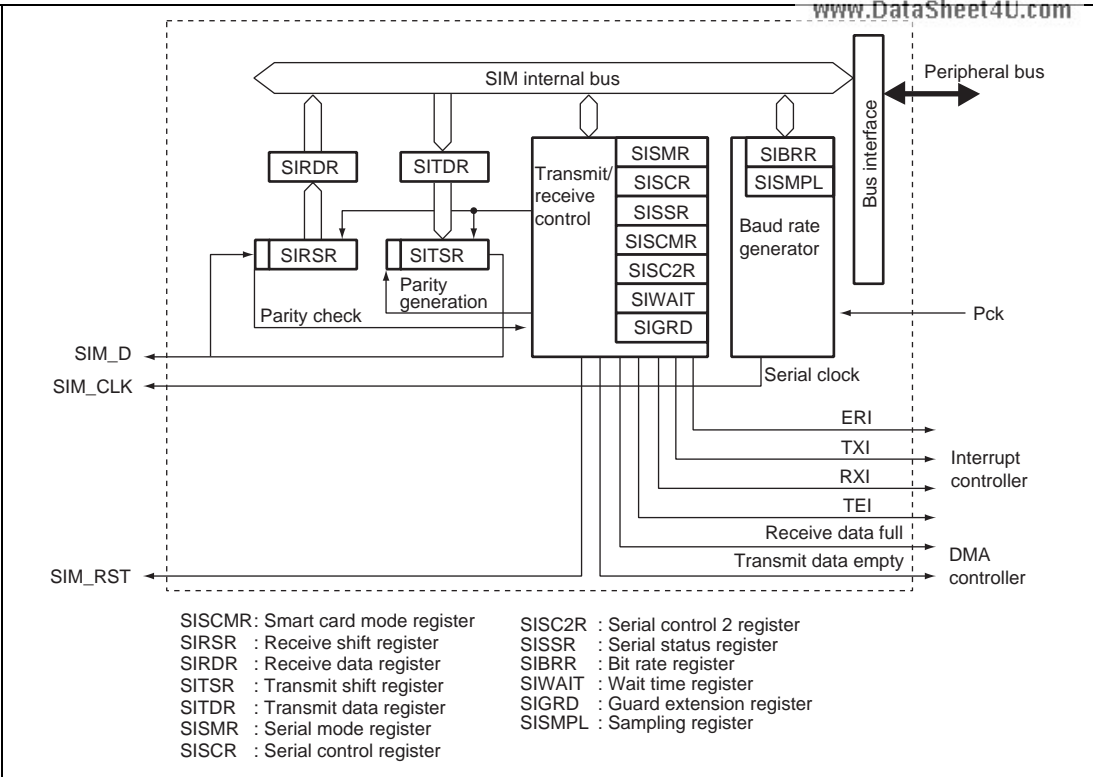 www.DataSheet4U.com
SIM internal bus
Peripheral bus
Bus interface
SIRDR
SITDR
Transmit/
receive
control
SISMR
SISCR
SISSR
SISCMR
SISC2R
SIWAIT
SIGRD
SIBRR
SISMPL
Baud rate
generator
SIRSR
SITSR
Parity
generation
Parity check
Pck
SIM_D
SIM_CLK
Serial clock
ERI
TXI
RXI
TEI
Interrupt
controller
Receive data full
Transmit data empty
DMA
controller
SIM_RST
SISCMR: Smart card mode register
SIRSR : Receive shift register
SIRDR : Receive data register
SITSR : Transmit shift register
SITDR : Transmit data register
SISMR : Serial mode register
SISCR : Serial control register
SISC2R : Serial control 2 register
SISSR : Serial status register
SIBRR : Bit rate register
SIWAIT : Wait time register
SIGRD : Guard extension register
SISMPL : Sampling register